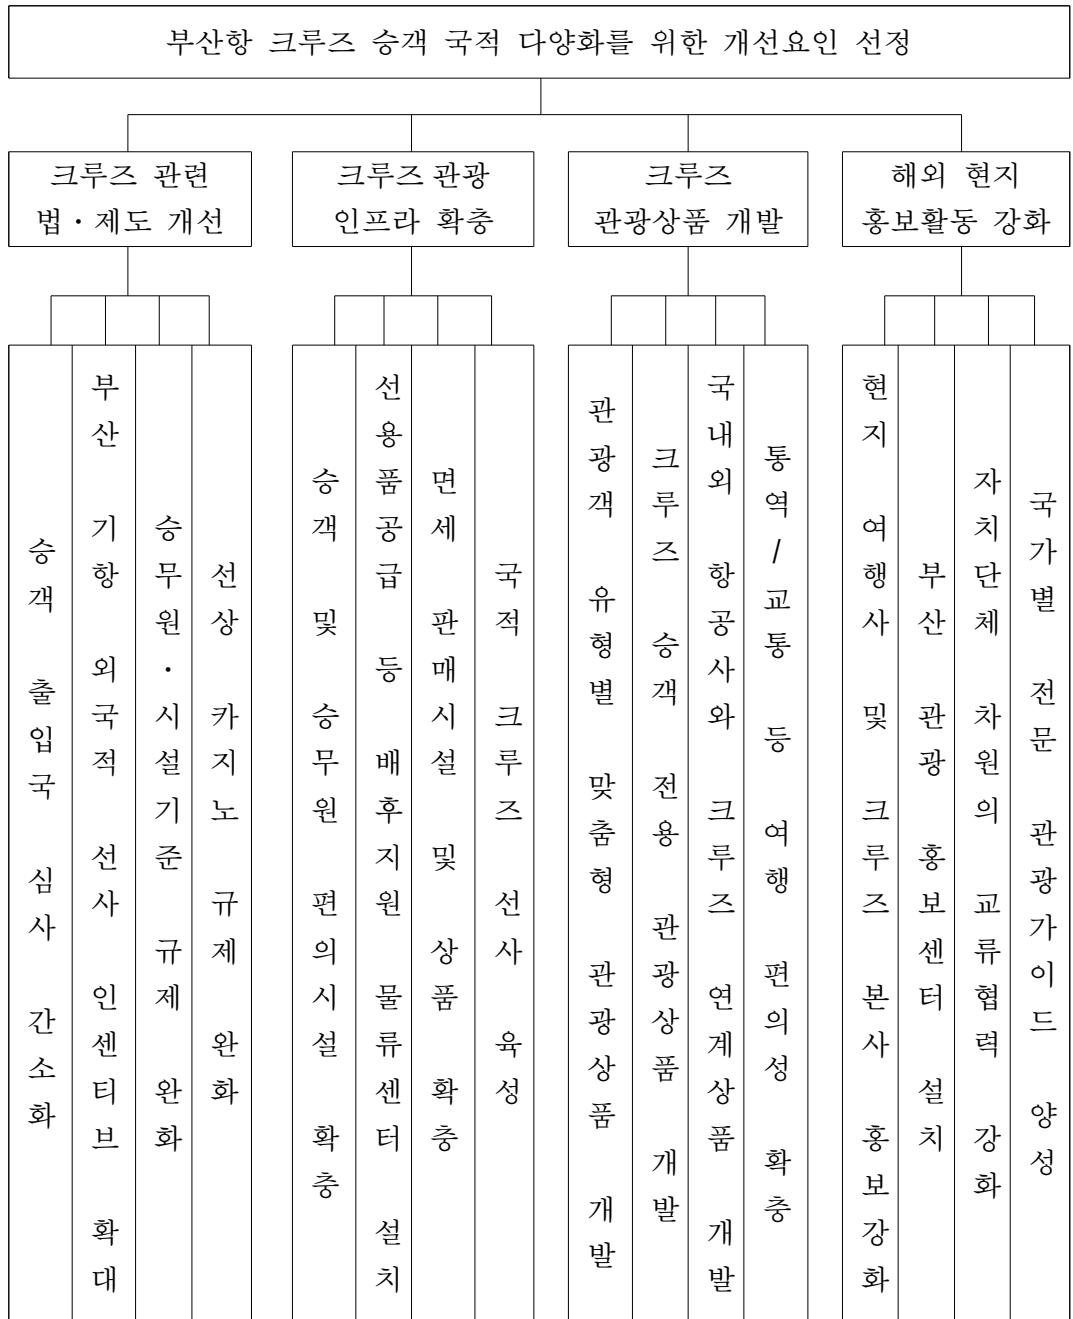 부산항 크루즈 승객 국적 다양화를 위한 개선요인 선정
크루즈 관련
법·제도 개선
크루즈 관광
인프라 확충
크루즈
관광상품 개발
해외 현지
홍보활동 강화
승객 출입국 심사 간소화
부산 기항 외국적 선사 인센티브 확대
승무원·시설기준 규제 완화
선상 카지노 규제 완화
승객 및 승무원 편의시설 확충
선용품공급 등 배후지원 물류센터 설치
면세 판매시설 및 상품 확충
국적 크루즈 선사 육성
관광객 유형별 맞춤형 관광상품 개발
크루즈 승객 전용 관광상품 개발
국내외 항공사와 크루즈 연계상품 개발
통역/교통 등 여행 편의성 확충
현지 여행사 및 크루즈 본사 홍보강화
부산 관광 홍보센터 설치
자치단체 차원의 교류협력 강화
국가별 전문 관광가이드 양성